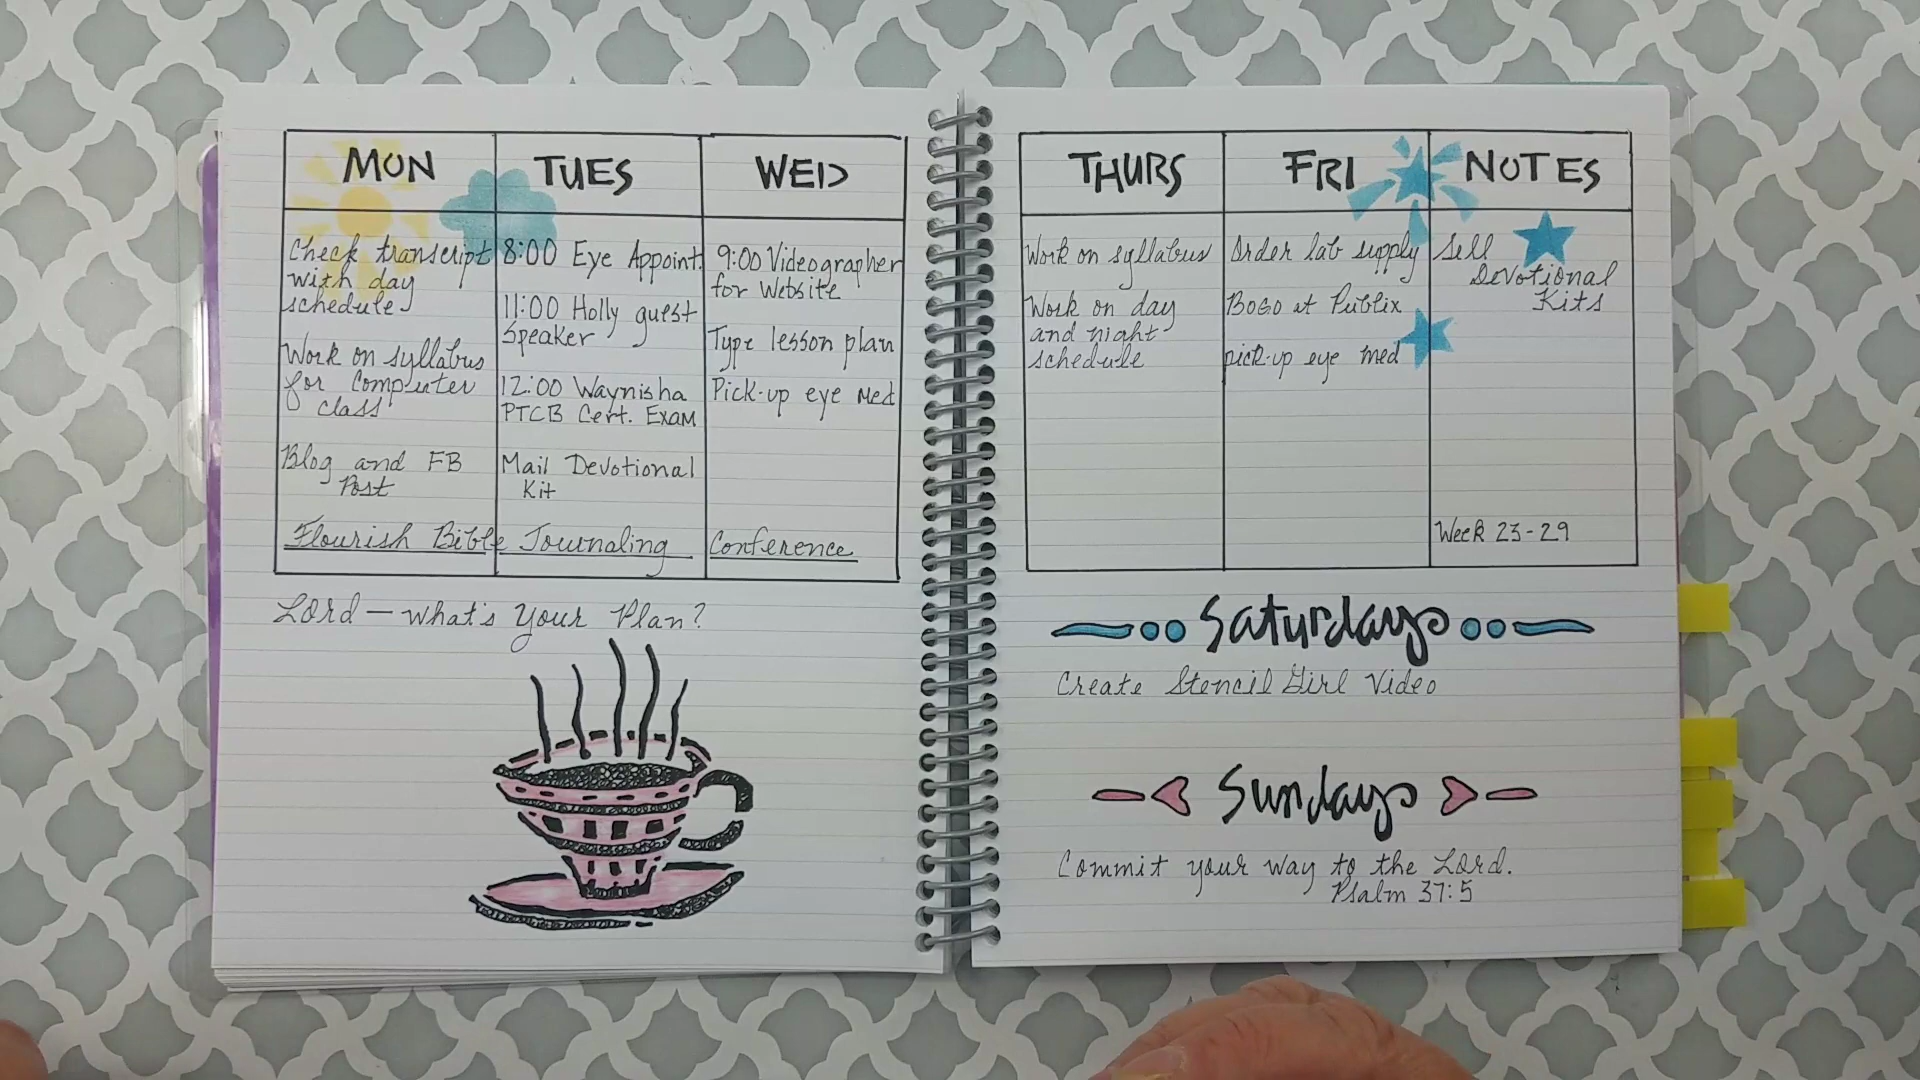 MON
Check transcript
with day
schedule
Work on syllabus
for Computer
class
Blog and FB
Post
TUES
8:00 Eye Appoint.
11:00 Holly guest
Speaker
12:00 Waynisha
PTCB Cert. Exam
Mail Devotional
Kit
WED
9:00 Videographer
for Website
Type lesson plan
Pick-up eye med
Flourish Bible Journaling Conference
Lord — what's Your Plan?
THURS
Work on syllabus
Work on day
and night
schedule
FRI
Order lab supply
BOGO at Publix
pick-up eye med
NOTES
Sell
Devotional
Kits
Week 23-29
Saturdays
Create Stencil Girl Video
Sundays
Commit your way to the Lord.
Psalm 37:5